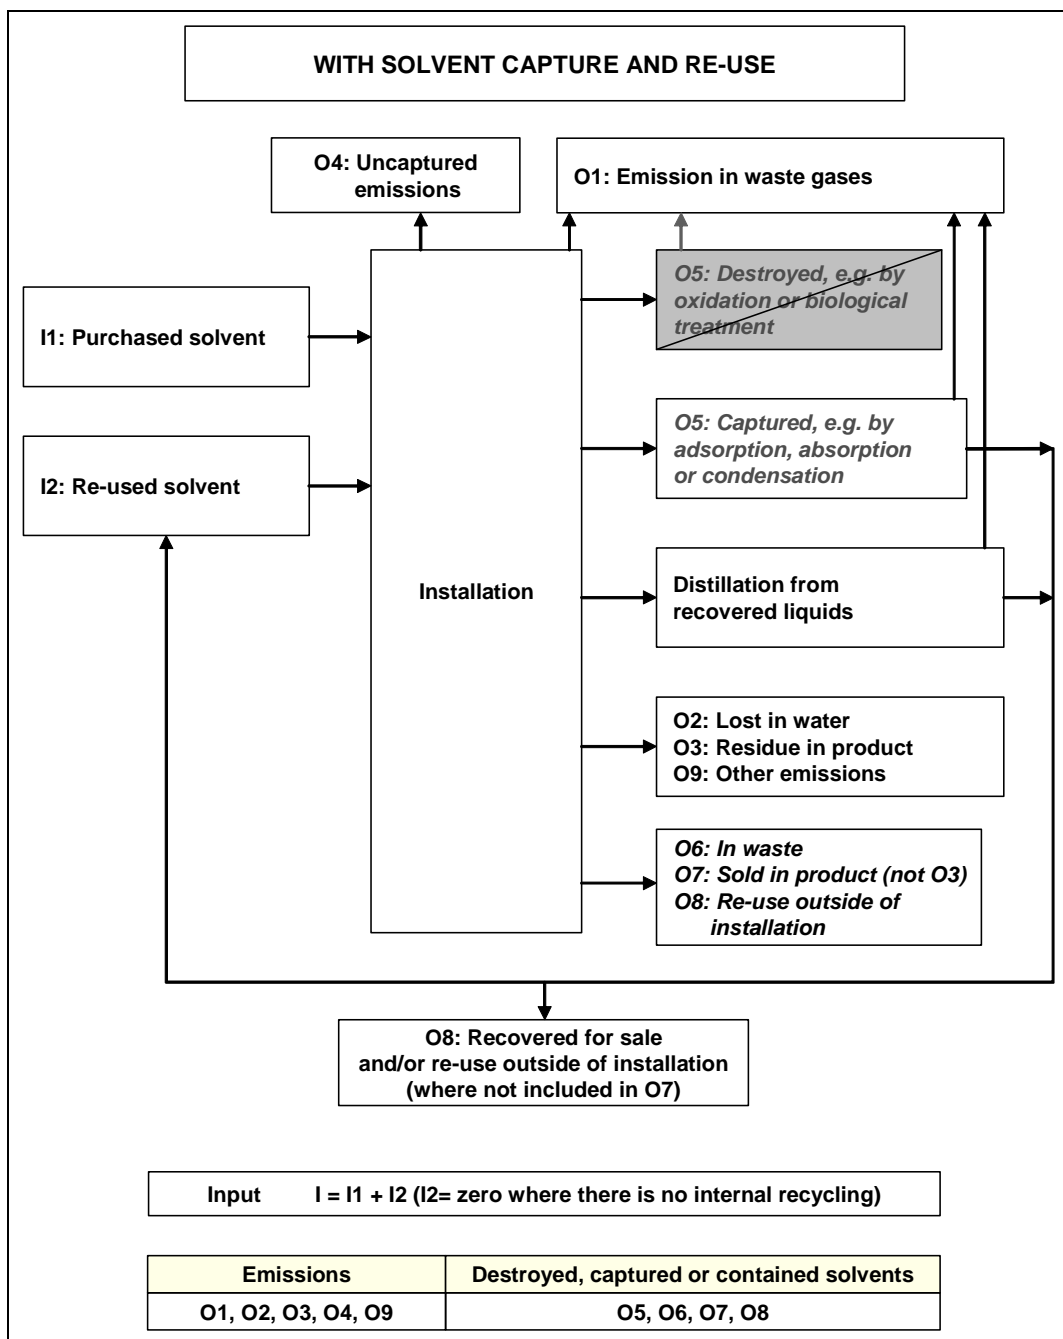 WITH SOLVENT CAPTURE AND RE-USE
O4: Uncaptured
emissions
O1: Emission in waste gases
O5: Destroyed, e.g. by
oxidation or biological
treatment
I1: Purchased solvent
O5: Captured, e.g. by
adsorption, absorption
or condensation
I2: Re-used solvent
Installation
Distillation from
recovered liquids
O2: Lost in water
O3: Residue in product
O9: Other emissions
O6: In waste
O7: Sold in product (not O3)
O8: Re-use outside of
installation
O8: Recovered for sale
and/or re-use outside of installation
(where not included in O7)
Input I = I1 + I2 (I2= zero where there is no internal recycling)
Emissions Destroyed, captured or contained solvents
O1, O2, O3, O4, O9 O5, O6, O7, O8